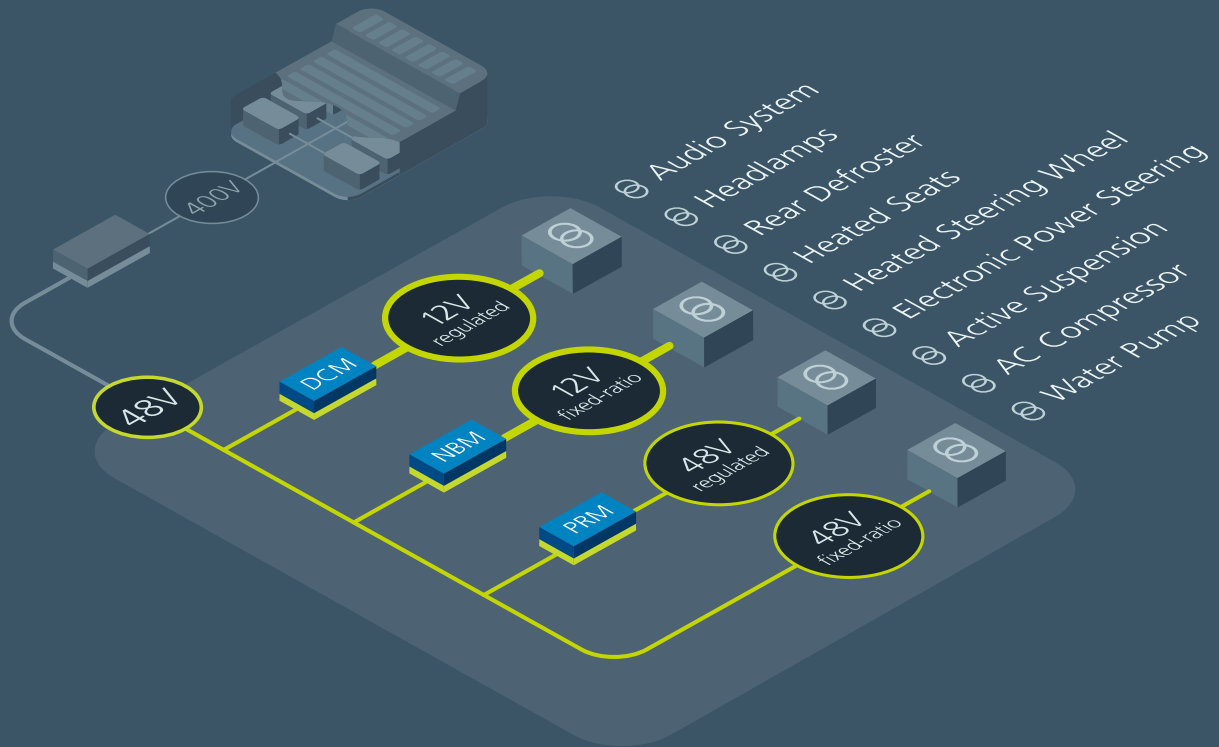 400V
48V
DCM
12V
regulated
NBM
12V
fixed-ratio
PRM
48V
regulated
48V
fixed-ratio
Audio System
Headlamps
Rear Defroster
Heated Seats
Heated Steering Wheel
Electronic Power Steering
Active Suspension
AC Compressor
Water Pump